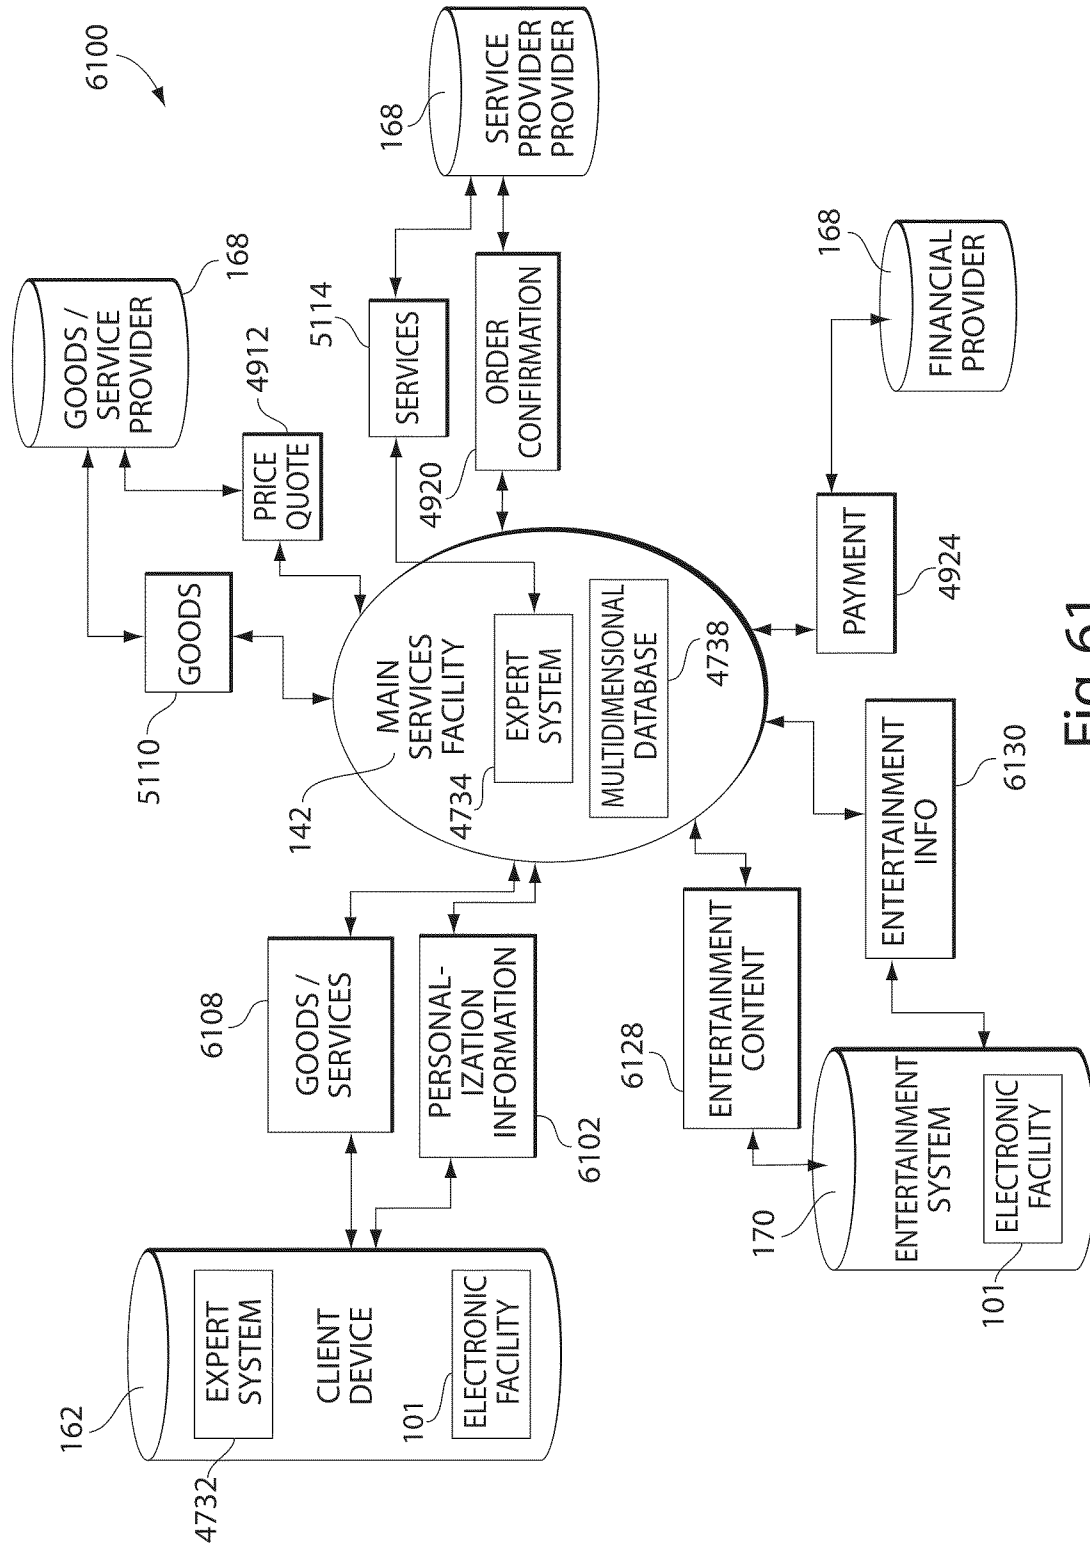 6100
162
EXPERT
SYSTEM
4732
CLIENT
DEVICE
101
ELECTRONIC
FACILITY
6108
GOODS /
SERVICES
PERSONAL-
IZATION
INFORMATION
6102
5110
GOODS
GOODS /
SERVICE
PROVIDER
168
PRICE
QUOTE
4912
142
MAIN
SERVICES
FACILITY
4734
EXPERT
SYSTEM
MULTIDIMENSIONAL
DATABASE
4738
5114
SERVICES
4920
ORDER
CONFIRMATION
168
SERVICE
PROVIDER
PROVIDER
6128
ENTERTAINMENT
CONTENT
170
ENTERTAINMENT
SYSTEM
101
ELECTRONIC
FACILITY
ENTERTAINMENT
INFO
6130
PAYMENT
4924
168
FINANCIAL
PROVIDER
Fig. 61